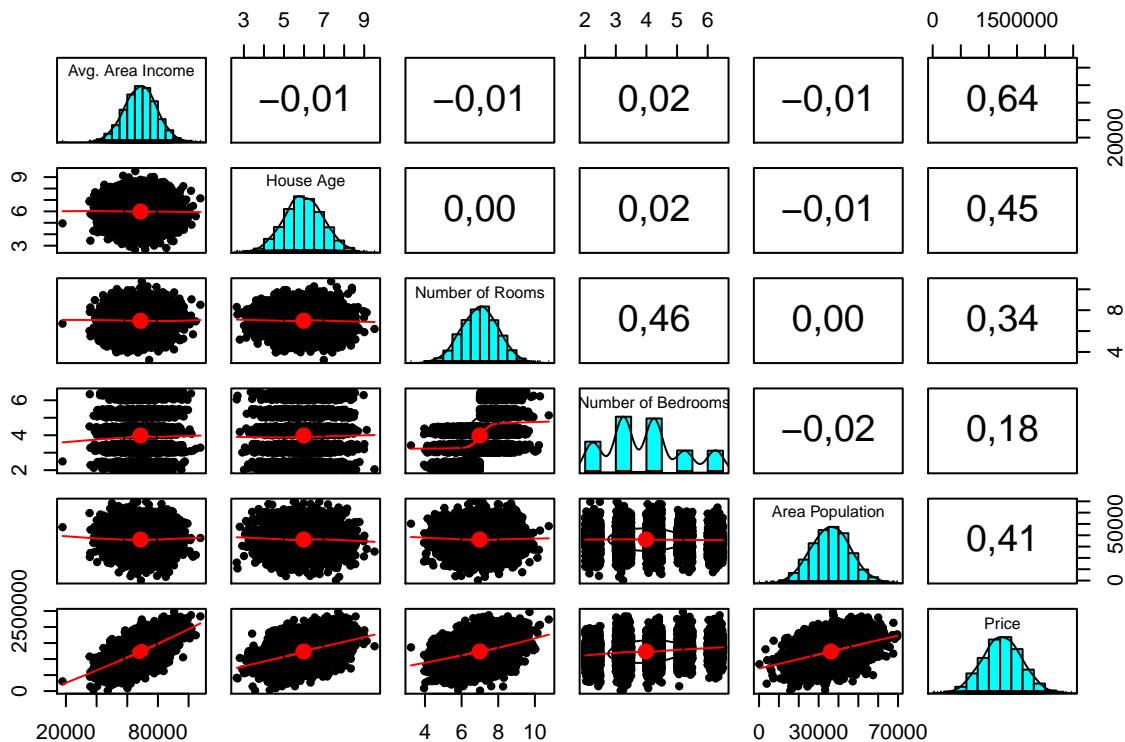 3 5 7 9 2 3 4 5 6 0 1500000
Avg. Area Income −0,01 −0,01 0,02 −0,01 0,64
20000
9 6 3 House Age 0,00 0,02 −0,01 0,45
Number of Rooms 0,46 0,00 0,34 8 4
6 4 2 Number of Bedrooms −0,02 0,18
Area Population 0,41 50000 0
2500000 0 Price
20000 80000 4 6 8 10 0 30000 70000